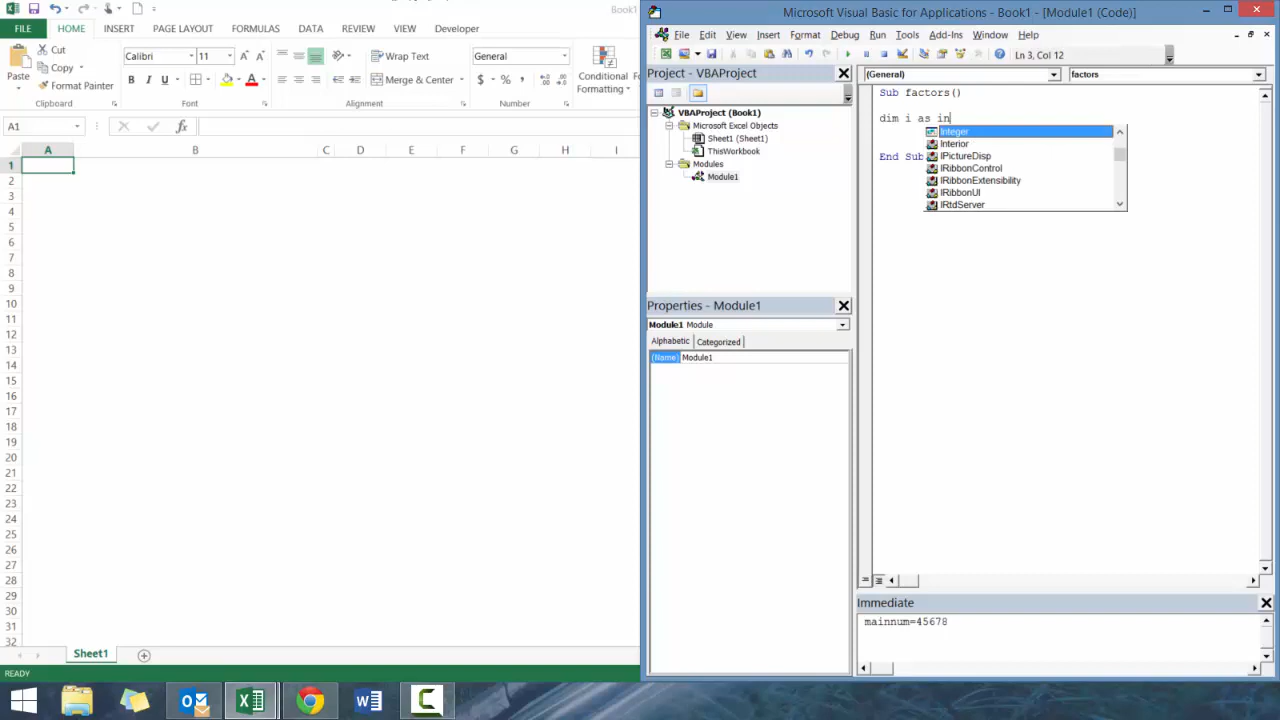 Book1
FILE HOME INSERT PAGE LAYOUT FORMULAS DATA REVIEW VIEW Developer
Paste
Cut
Copy
Format Painter
Clipboard
Calibri 11
B I U A
Font
Wrap Text
Merge & Center
Alignment
General
$ % ,
Number
Conditional
Formatting
A1
fx
A B C D E F G H I
1
2
3
4
5
6
7
8
9
10
11
12
13
14
15
16
17
18
19
20
21
22
23
24
25
26
27
28
29
30
31
32
Sheet1
READY
Microsoft Visual Basic for Applications - Book1 - [Module1 (Code)]
File Edit View Insert Format Debug Run Tools Add-Ins Window Help
Ln 3, Col 12
Project - VBAProject
VBAProject (Book1)
Microsoft Excel Objects
Sheet1 (Sheet1)
ThisWorkbook
Modules
Module1
Properties - Module1
Module1 Module
Alphabetic Categorized
(Name) Module1
(General) factors
Sub factors()
dim i as in
Integer
Interior
IPictureDisp
IRibbonControl
IRibbonExtensibility
IRibbonUI
IRtdServer
End Sub
Immediate
mainnum=45678